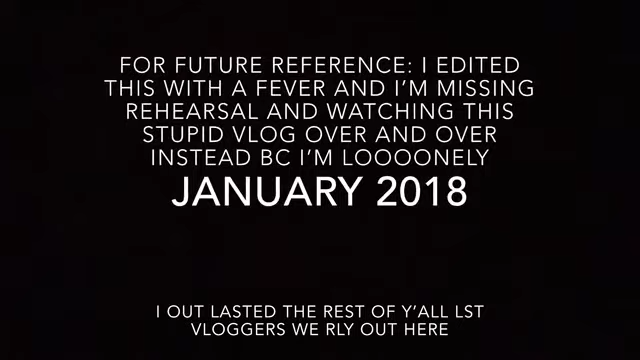 FOR FUTURE REFERENCE: I EDITED
THIS WITH A FEVER AND I'M MISSING
REHEARSAL AND WATCHING THIS
STUPID VLOG OVER AND OVER
INSTEAD BC I'M LOOOONELY
JANUARY 2018
I OUT LASTED THE REST OF Y'ALL LST
VLOGGERS WE RLY OUT HERE